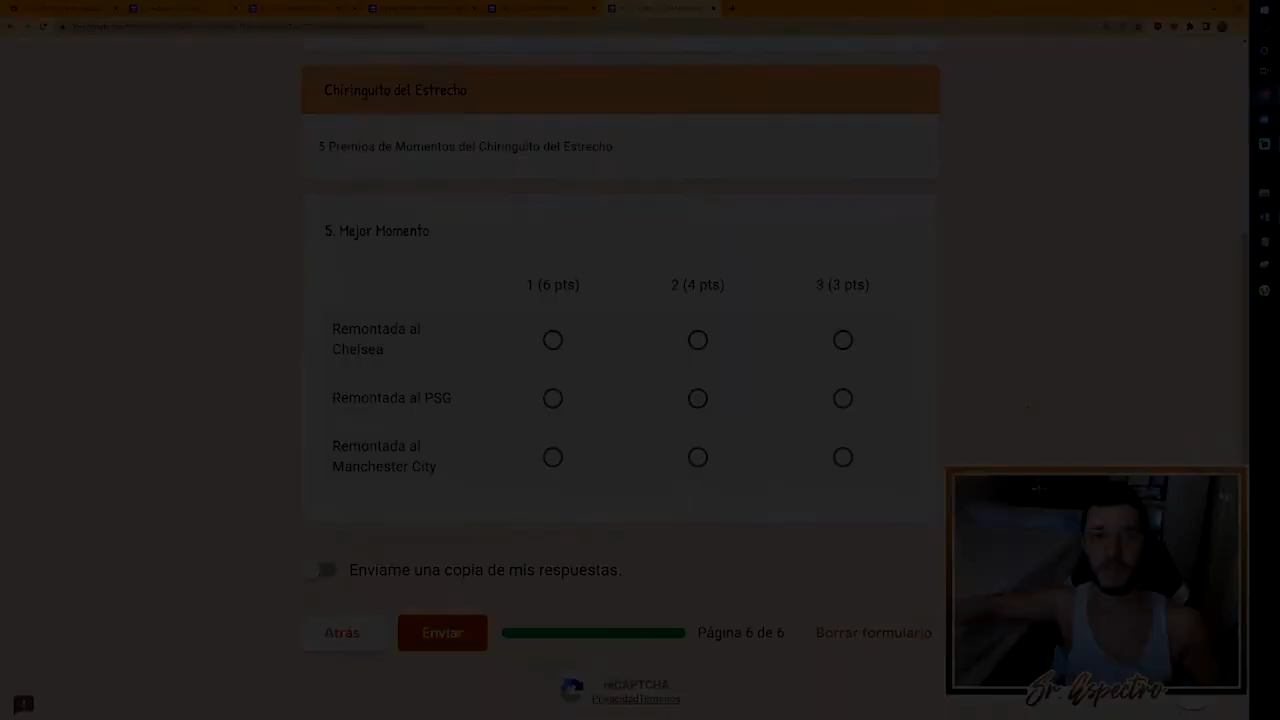 Chiringuito del Estrecho
5 Premios de Momentos del Chiringuito del Estrecho
5. Mejor Momento
1 (6 pts) 2 (4 pts) 3 (3 pts)
Remontada al
Chelsea
Remontada al PSG
Remontada al
Manchester City
Envíame una copia de mis respuestas.
Atrás Enviar Página 6 de 6 Borrar formulario
reCAPTCHA
PrivacidadTérminos
Sr. Espectro